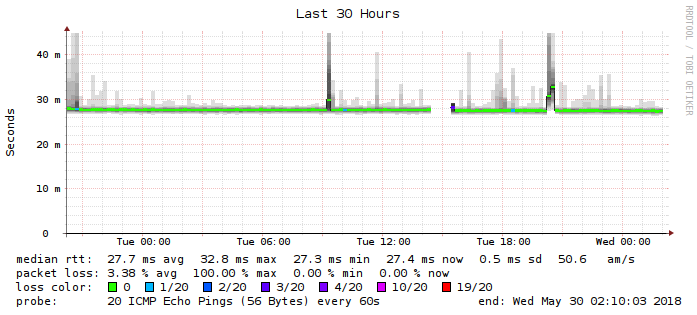 Last 30 Hours
RRDTOOL / TOBI OETIKER
Seconds
40 m
30 m
20 m
10 m
0
Tue 00:00 Tue 06:00 Tue 12:00 Tue 18:00 Wed 00:00
median rtt: 27.7 ms avg 32.8 ms max 27.3 ms min 27.4 ms now 0.5 ms sd 50.6 am/s
packet loss: 3.38 % avg 100.00 % max 0.00 % min 0.00 % now
loss color: 0 1/20 2/20 3/20 4/20 10/20 19/20
probe: 20 ICMP Echo Pings (56 Bytes) every 60s end: Wed May 30 02:10:03 2018